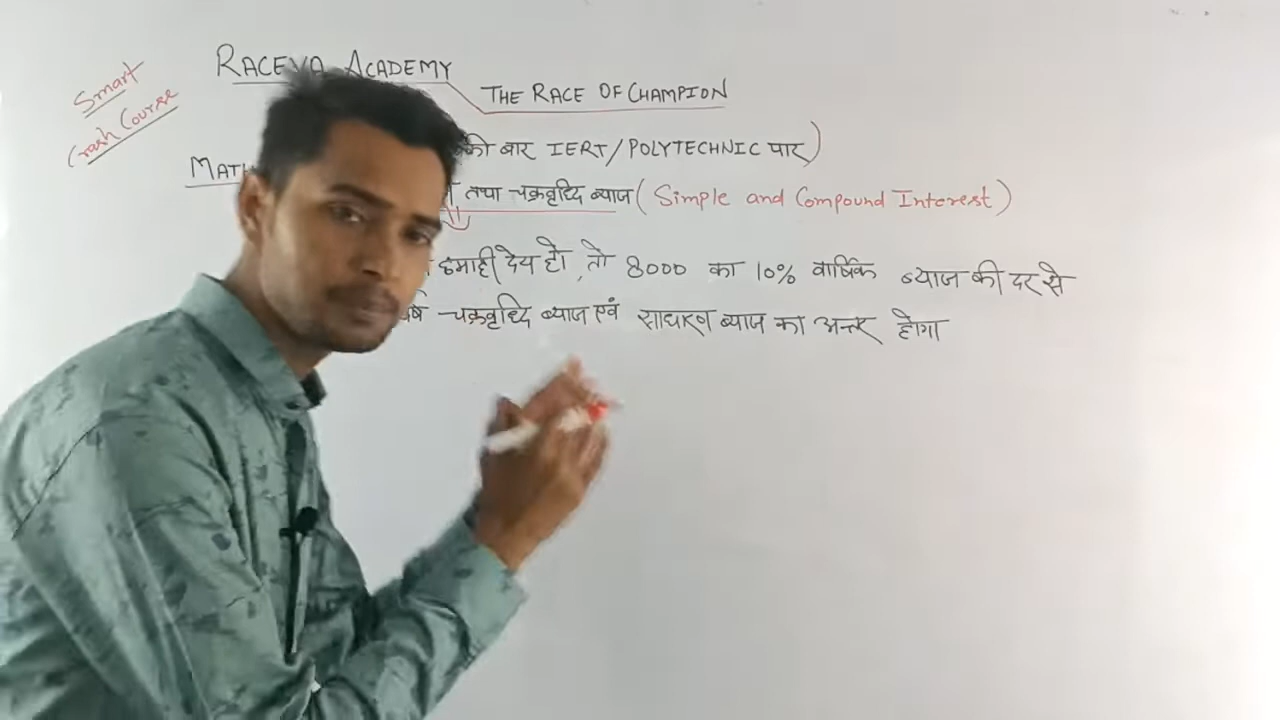 Smart
Crash Course
RACEVA ACADEMY
THE RACE OF CHAMPION
की बार IERT/POLYTECHNIC पार)
MATH
तथा चक्रवृध्दि ब्याज (Simple and Compound Interest)
छमाही देय हो, तो 8000 का 10% वार्षिक ब्याज की दर से
वर्ष चक्रवृध्दि ब्याज एवं साधारण ब्याज का अन्तर होगा